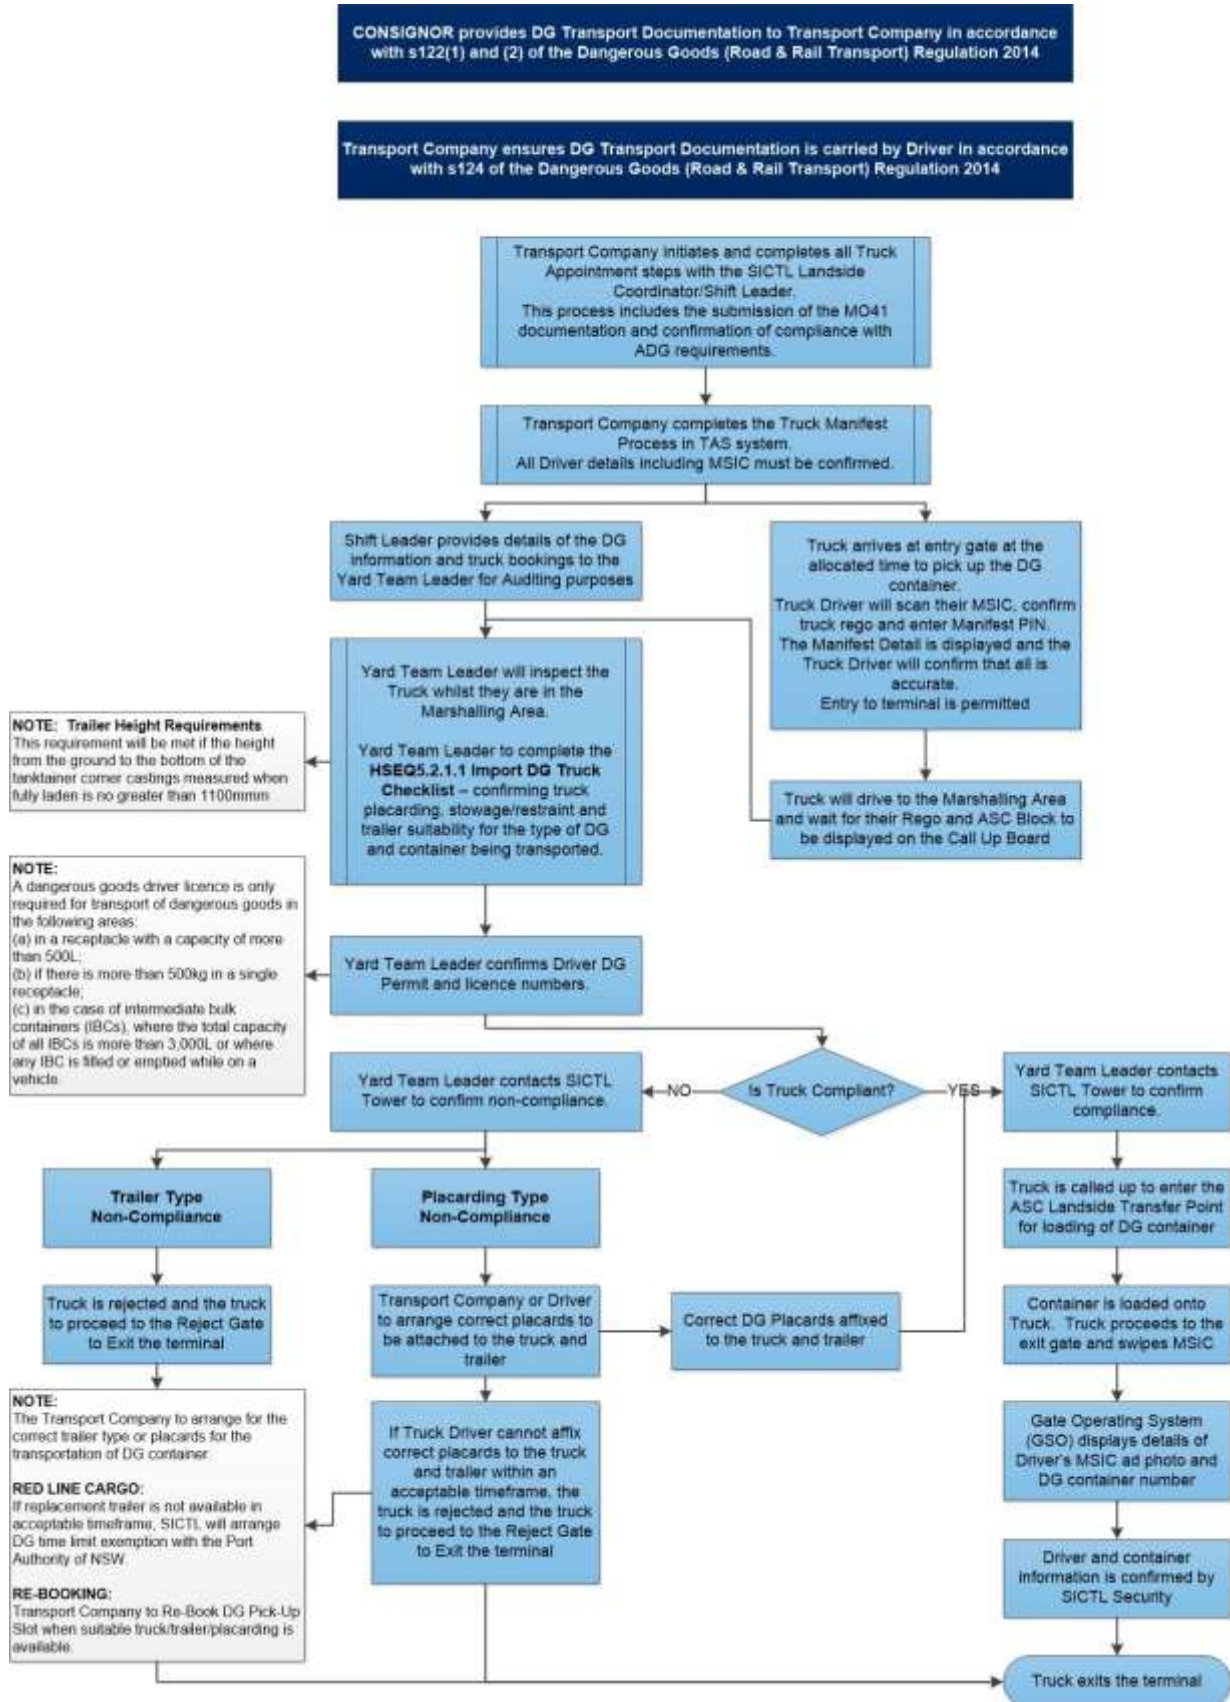 CONSIGNOR provides DG Transport Documentation to Transport Company in accordance
with s122(1) and (2) of the Dangerous Goods (Road & Rail Transport) Regulation 2014
Transport Company ensures DG Transport Documentation is carried by Driver in accordance
with s124 of the Dangerous Goods (Road & Rail Transport) Regulation 2014
Transport Company initiates and completes all Truck
Appointment steps with the SICTL Landside
Coordinator/Shift Leader.
This process includes the submission of the MO41
documentation and confirmation of compliance with
ADG requirements.
Transport Company completes the Truck Manifest
Process in TAS system.
All Driver details including MSIC must be confirmed.
Shift Leader provides details of the DG
information and truck bookings to the
Yard Team Leader for Auditing purposes
Truck arrives at entry gate at the
allocated time to pick up the DG
container.
Truck Driver will scan their MSIC, confirm
truck rego and enter Manifest PIN.
The Manifest Detail is displayed and the
Truck Driver will confirm that all is
accurate.
Entry to terminal is permitted
Yard Team Leader will inspect the
Truck whilst they are in the
Marshalling Area.
Yard Team Leader to complete the
HSEQ5.2.1.1 Import DG Truck
Checklist – confirming truck
placarding, stowage/restraint and
trailer suitability for the type of DG
and container being transported.
NOTE: Trailer Height Requirements
This requirement will be met if the height
from the ground to the bottom of the
tanktainer corner castings measured when
fully laden is no greater than 1100mmm
Truck will drive to the Marshalling Area
and wait for their Rego and ASC Block to
be displayed on the Call Up Board
NOTE:
A dangerous goods driver licence is only
required for transport of dangerous goods in
the following areas:
(a) in a receptacle with a capacity of more
than 500L;
(b) if there is more than 500kg in a single
receptacle;
(c) in the case of intermediate bulk
containers (IBCs), where the total capacity
of all IBCs is more than 3,000L or where
any IBC is filled or emptied while on a
vehicle.
Yard Team Leader confirms Driver DG
Permit and licence numbers.
Is Truck Compliant?
NO
YES
Yard Team Leader contacts SICTL
Tower to confirm non-compliance.
Yard Team Leader contacts
SICTL Tower to confirm
compliance.
Trailer Type
Non-Compliance
Placarding Type
Non-Compliance
Truck is called up to enter the
ASC Landside Transfer Point
for loading of DG container
Truck is rejected and the truck
to proceed to the Reject Gate
to Exit the terminal
Transport Company or Driver
to arrange correct placards to
be attached to the truck and
trailer
Correct DG Placards affixed
to the truck and trailer
Container is loaded onto
Truck. Truck proceeds to the
exit gate and swipes MSIC
NOTE:
The Transport Company to arrange for the
correct trailer type or placards for the
transportation of DG container.
RED LINE CARGO:
If replacement trailer is not available in
acceptable timeframe, SICTL will arrange
DG time limit exemption with the Port
Authority of NSW.
RE-BOOKING:
Transport Company to Re-Book DG Pick-Up
Slot when suitable truck/trailer/placarding is
available.
If Truck Driver cannot affix
correct placards to the truck
and trailer within an
acceptable timeframe, the
truck is rejected and the truck
to proceed to the Reject Gate
to Exit the terminal
Gate Operating System
(GSO) displays details of
Driver's MSIC ad photo and
DG container number
Driver and container
information is confirmed by
SICTL Security
Truck exits the terminal